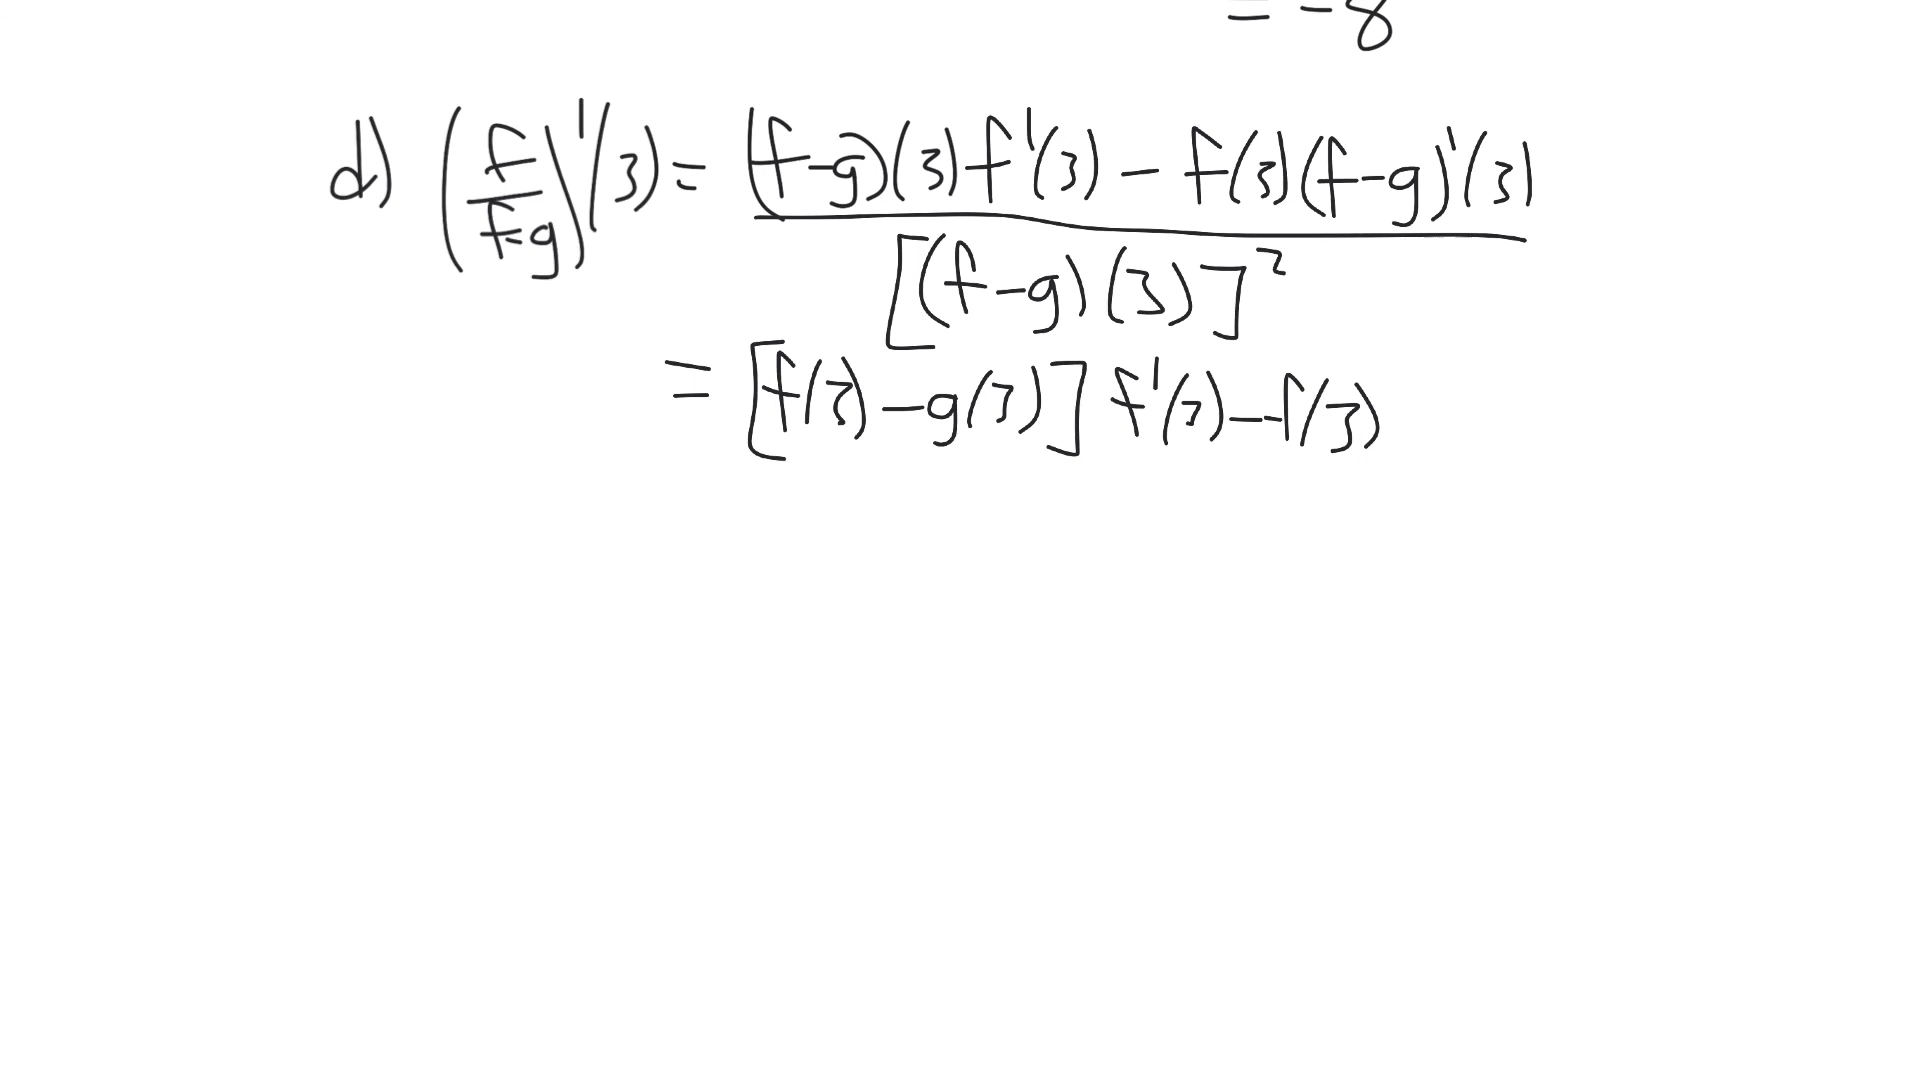 = -8
d) (f/(f-g))'(3) = ((f-g)(3)f'(3) - f(3)(f-g)'(3)) / [(f-g)(3)]²
= [f(3) - g(3)] f'(3) - f(3)